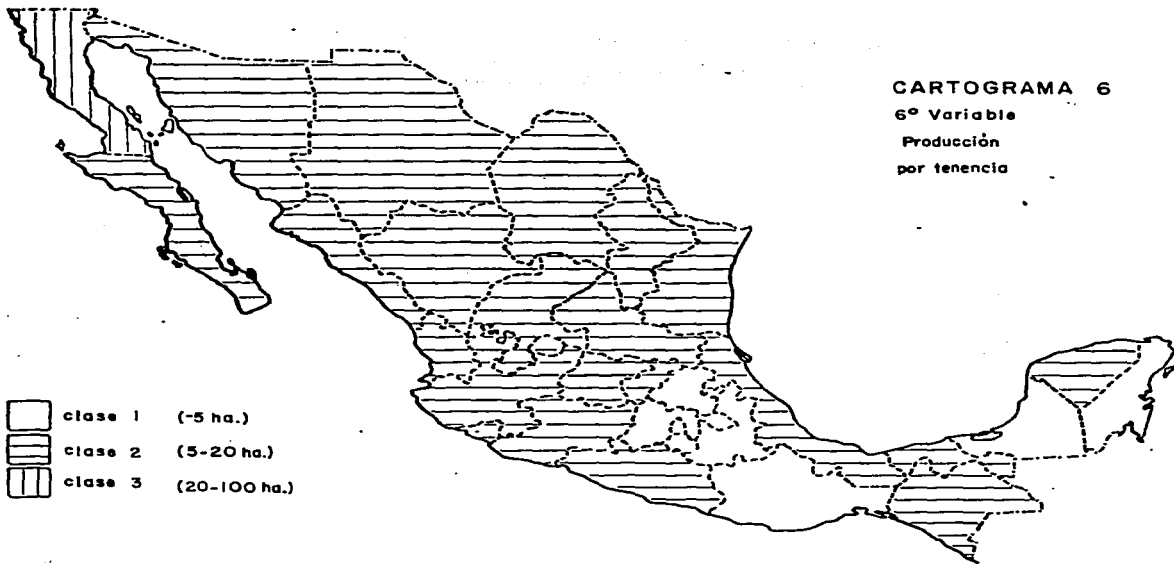 CARTOGRAMA 6
6º Variable
Producción
por tenencia
clase 1 (-5 ha.)
clase 2 (5-20 ha.)
clase 3 (20-100 ha.)